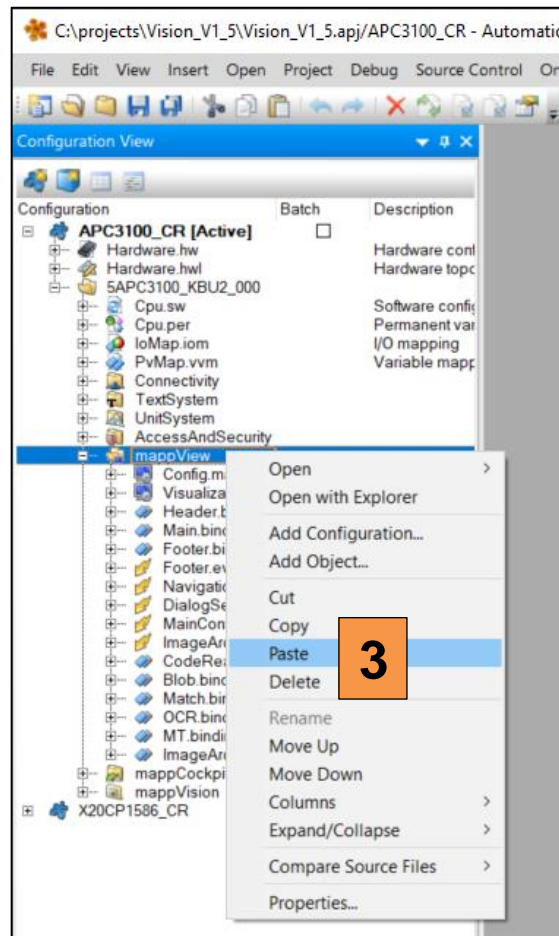 C:\projects\Vision_V1_5\Vision_V1_5.apj/APC3100_CR - Automatic
File Edit View Insert Open Project Debug Source Control On
Configuration View
Configuration Batch Description
APC3100_CR [Active]
Hardware.hw Hardware conf
Hardware.hwl Hardware topo
5APC3100_KBU2_000
Cpu.sw Software config
Cpu.per Permanent var
IoMap.iom I/O mapping
PvMap.vvm Variable mapp
Connectivity
TextSystem
UnitSystem
AccessAndSecurity
mappView
Config.m
Visualiza
Header.b
Main.bind
Footer.bi
Footer.ev
Navigatio
DialogSe
MainCon
ImageAre
CodeRea
Blob.bind
Match.bin
OCR.bind
MT.bindi
ImageAre
mappCockpi
mappVision
X20CP1586_CR
Open
Open with Explorer
Add Configuration...
Add Object...
Cut
Copy
Paste
Delete
Rename
Move Up
Move Down
Columns
Expand/Collapse
Compare Source Files
Properties...
3